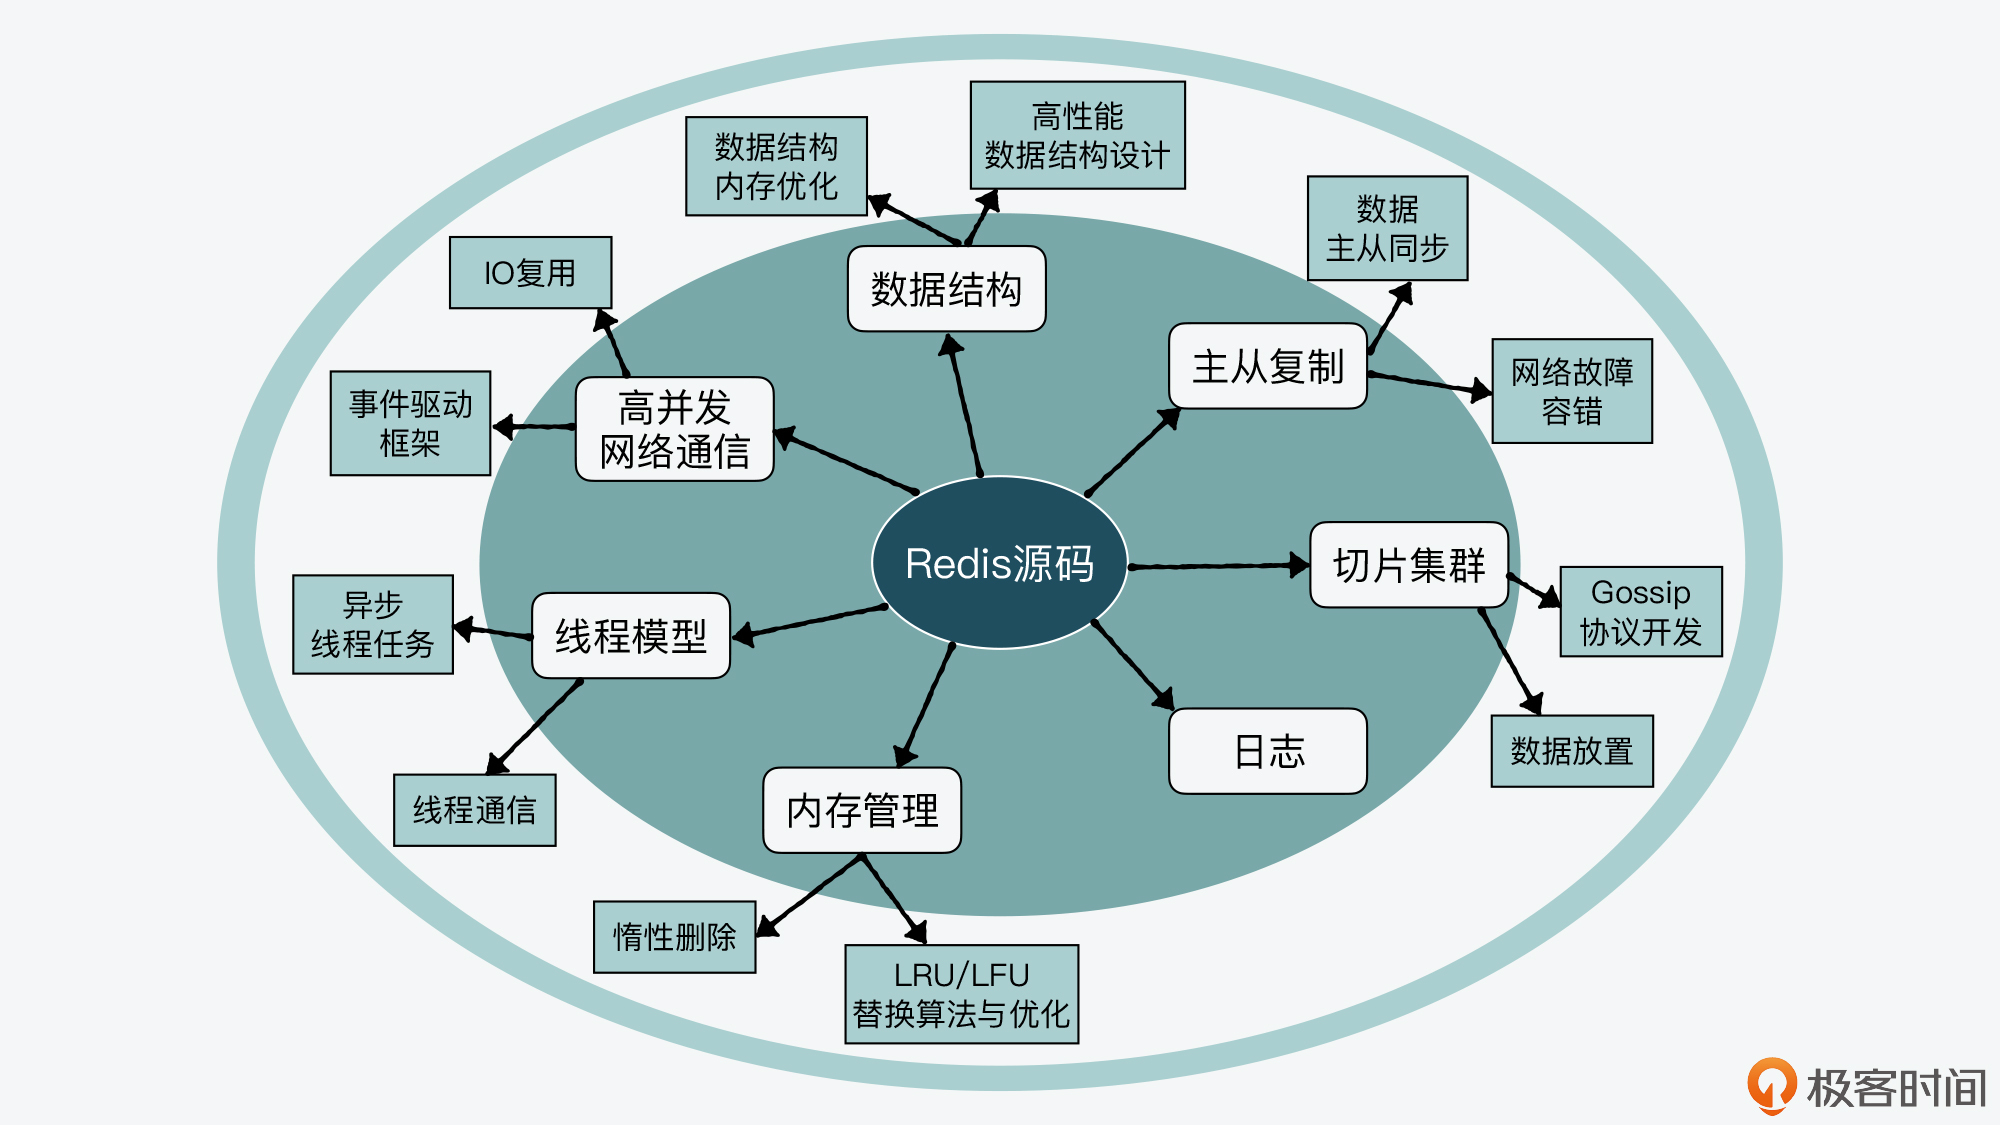 高性能
数据结构设计
数据结构
内存优化
数据
主从同步
IO复用
数据结构
主从复制
网络故障
容错
事件驱动
框架
高并发
网络通信
Redis源码
切片集群
Gossip
协议开发
异步
线程任务
线程模型
日志
数据放置
线程通信
内存管理
惰性删除
LRU/LFU
替换算法与优化
极客时间